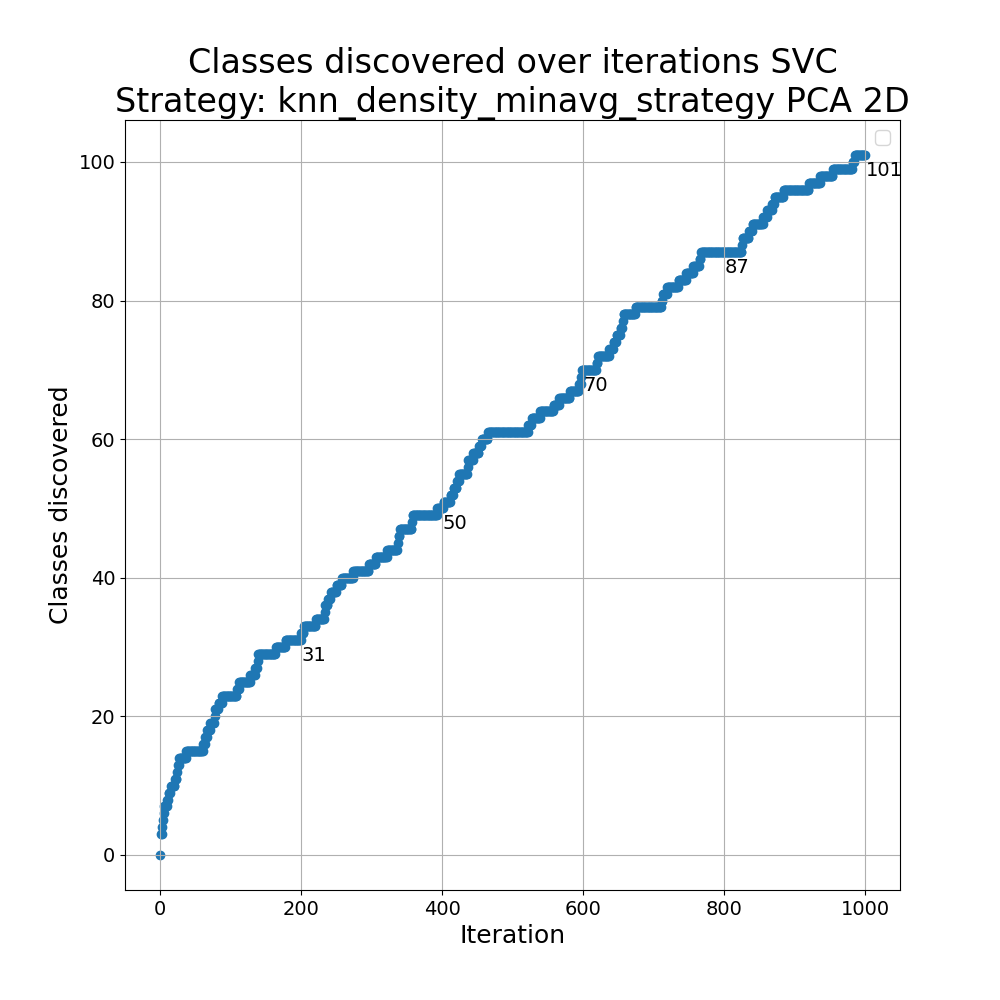 Classes discovered over iterations SVC
Strategy: knn_density_minavg_strategy PCA 2D
Classes discovered
100
80
60
40
20
0
101
87
70
50
31
0 200 400 600 800 1000
Iteration